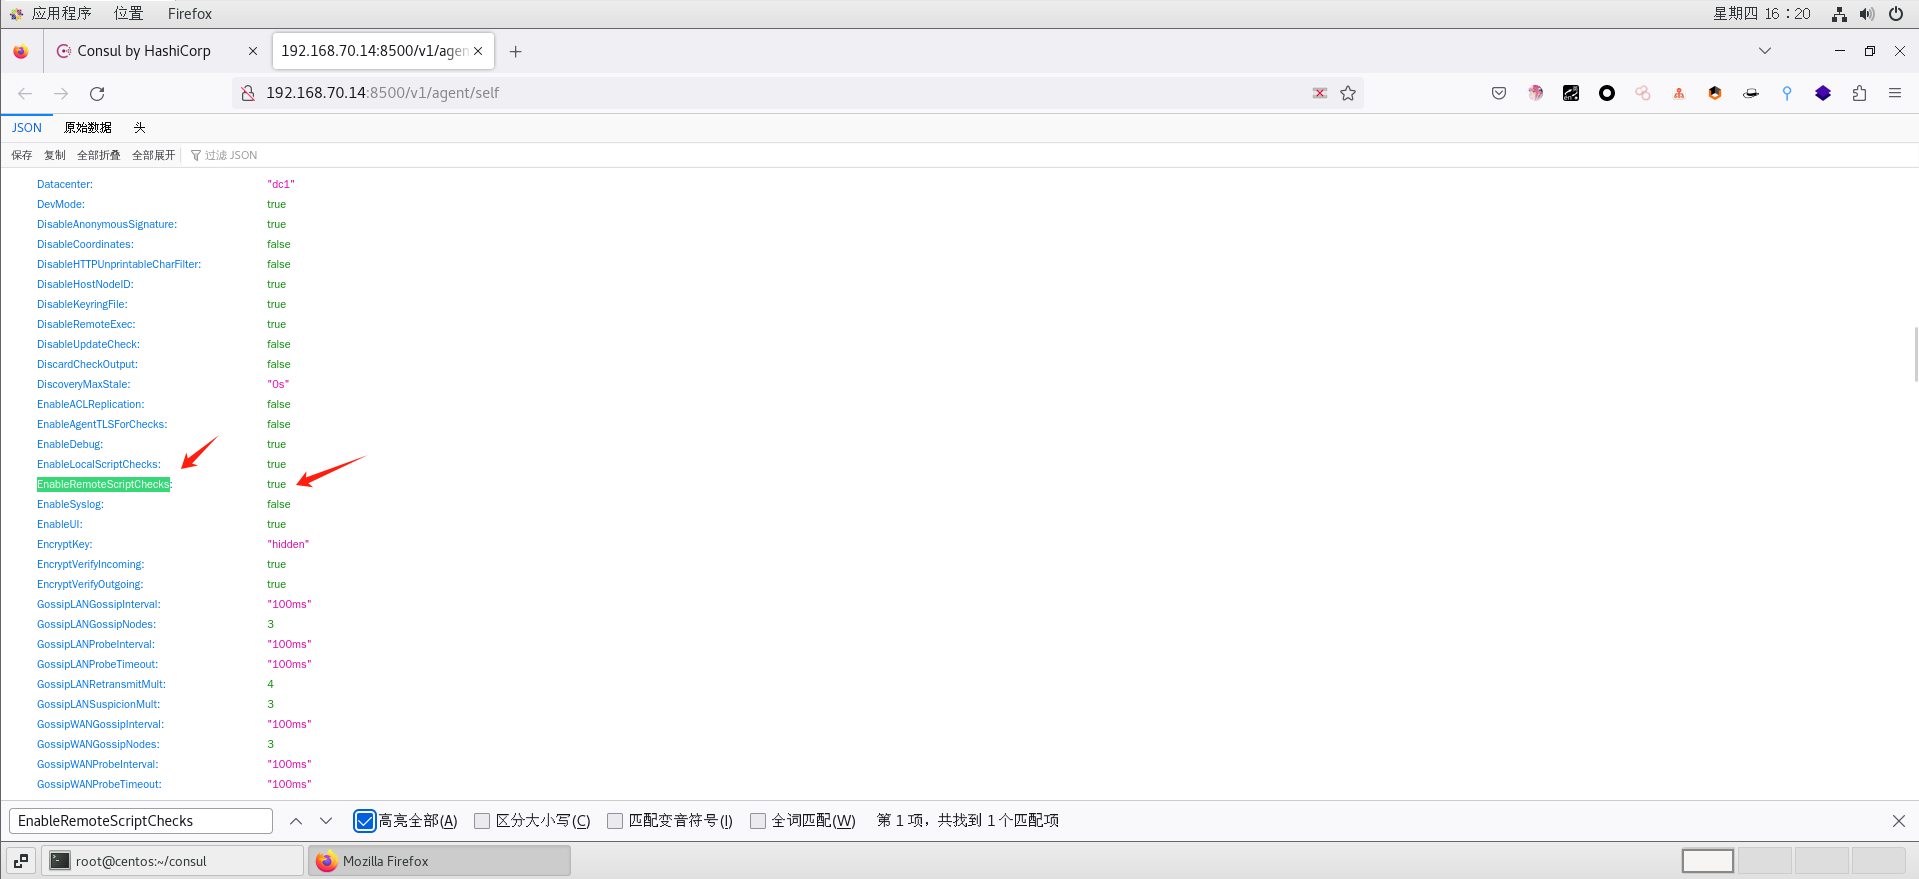 应用程序 位置 Firefox 星期四 16:20
Consul by HashiCorp 192.168.70.14:8500/v1/agen
192.168.70.14:8500/v1/agent/self
JSON 原始数据 头
保存 复制 全部折叠 全部展开 过滤 JSON
Datacenter: "dc1"
DevMode: true
DisableAnonymousSignature: true
DisableCoordinates: false
DisableHTTPUnprintableCharFilter: false
DisableHostNodeID: true
DisableKeyringFile: true
DisableRemoteExec: true
DisableUpdateCheck: false
DiscardCheckOutput: false
DiscoveryMaxStale: "0s"
EnableACLReplication: false
EnableAgentTLSForChecks: false
EnableDebug: true
EnableLocalScriptChecks: true
EnableRemoteScriptChecks: true
EnableSyslog: false
EnableUI: true
EncryptKey: "hidden"
EncryptVerifyIncoming: true
EncryptVerifyOutgoing: true
GossipLANGossipInterval: "100ms"
GossipLANGossipNodes: 3
GossipLANProbeInterval: "100ms"
GossipLANProbeTimeout: "100ms"
GossipLANRetransmitMult: 4
GossipLANSuspicionMult: 3
GossipWANGossipInterval: "100ms"
GossipWANGossipNodes: 3
GossipWANProbeInterval: "100ms"
GossipWANProbeTimeout: "100ms"
EnableRemoteScriptChecks 高亮全部(A) 区分大小写(C) 匹配变音符号(I) 全词匹配(W) 第 1 项，共找到 1 个匹配项
root@centos:~/consul Mozilla Firefox